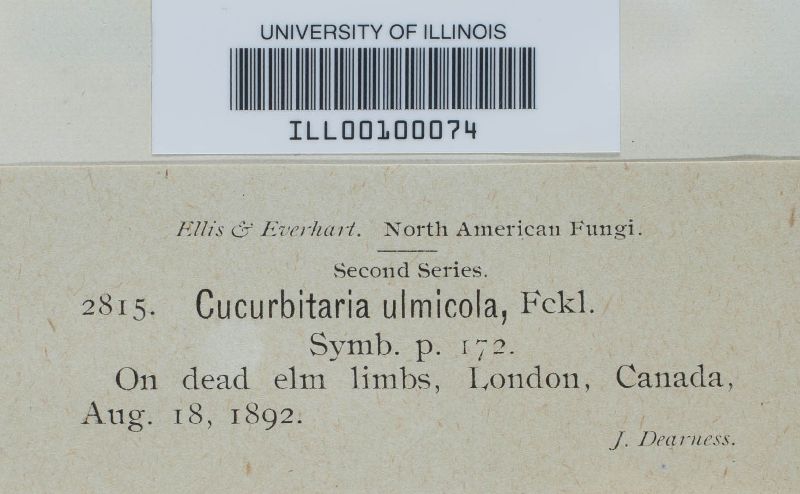 UNIVERSITY OF ILLINOIS
ILL00100074
Ellis & Everhart. North American Fungi.
Second Series.
2815. Cucurbitaria ulmicola, Fckl.
Symb. p. 172.
On dead elm limbs, London, Canada,
Aug. 18, 1892.
J. Dearness.